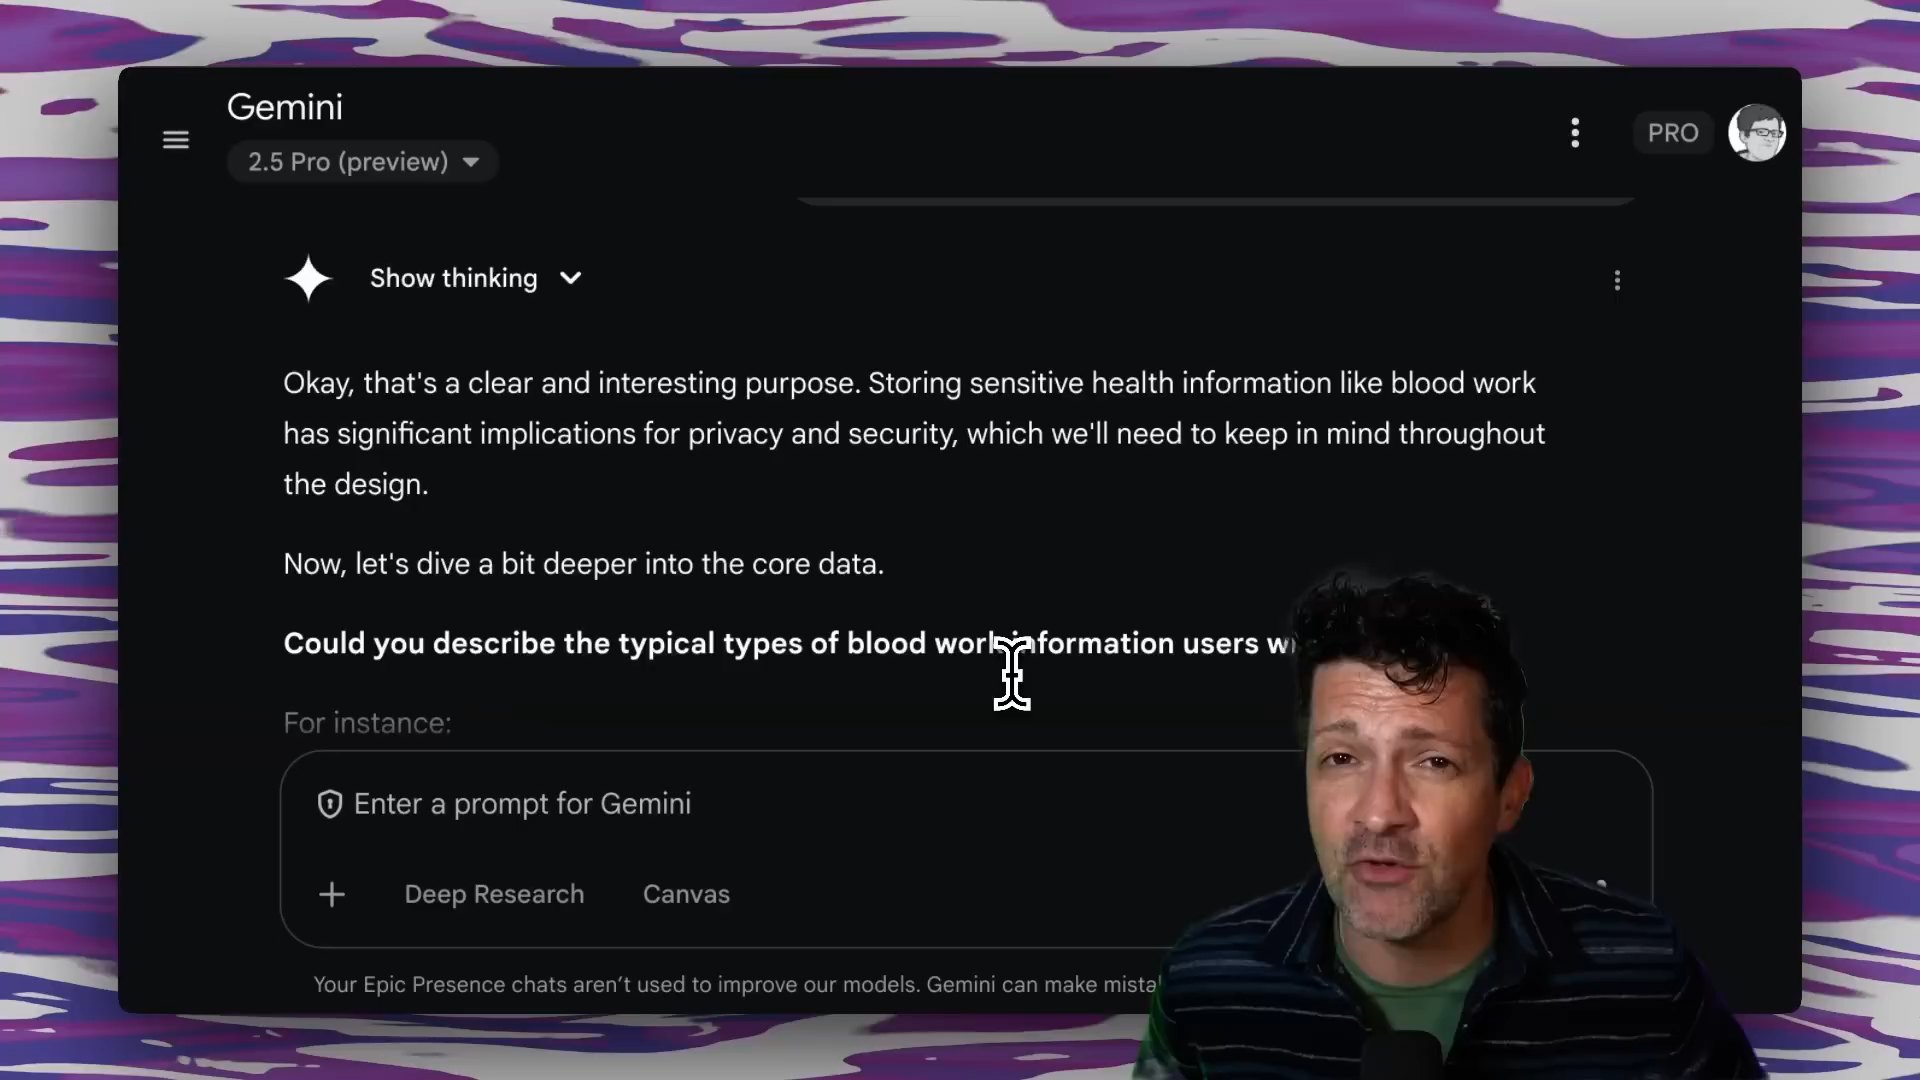 Gemini
2.5 Pro (preview)
PRO
Show thinking
Okay, that's a clear and interesting purpose. Storing sensitive health information like blood work
has significant implications for privacy and security, which we'll need to keep in mind throughout
the design.
Now, let's dive a bit deeper into the core data.
Could you describe the typical types of blood work information users
For instance:
Enter a prompt for Gemini
Deep Research
Canvas
Your Epic Presence chats aren't used to improve our models. Gemini can make